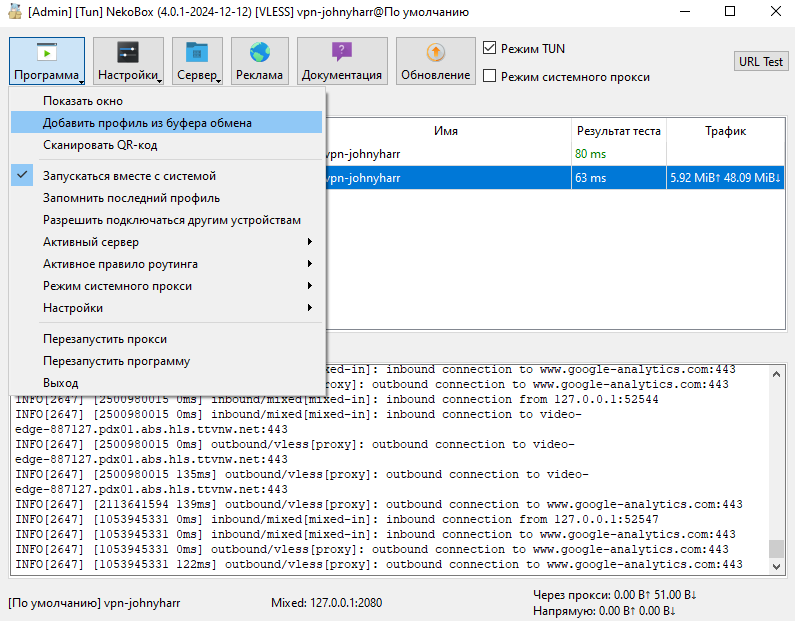 [Admin] [Tun] NekoBox (4.0.1-2024-12-12) [VLESS] vpn-johnyharr@По умолчанию
Программа
Настройки
Сервер
Реклама
Документация
Обновление
Режим TUN
Режим системного прокси
URL Test
Показать окно
Добавить профиль из буфера обмена
Сканировать QR-код
Запускаться вместе с системой
Запомнить последний профиль
Разрешить подключаться другим устройствам
Активный сервер
Активное правило роутинга
Режим системного прокси
Настройки
Перезапустить прокси
Перезапустить программу
Выход
Имя Результат теста Трафик
vpn-johnyharr 80 ms
vpn-johnyharr 63 ms 5.92 MiB↑ 48.09 MiB↓
xed-in]: inbound connection to www.google-analytics.com:443
roxy]: outbound connection to www.google-analytics.com:443
INFO[2647] [2500980015 0ms] inbound/mixed[mixed-in]: inbound connection from 127.0.0.1:52544
INFO[2647] [2500980015 0ms] inbound/mixed[mixed-in]: inbound connection to video-
edge-887127.pdx01.abs.hls.ttvnw.net:443
INFO[2647] [2500980015 0ms] outbound/vless[proxy]: outbound connection to video-
edge-887127.pdx01.abs.hls.ttvnw.net:443
INFO[2647] [2500980015 135ms] outbound/vless[proxy]: outbound connection to video-
edge-887127.pdx01.abs.hls.ttvnw.net:443
INFO[2647] [2113641594 139ms] outbound/vless[proxy]: outbound connection to www.google-analytics.com:443
INFO[2647] [1053945331 0ms] inbound/mixed[mixed-in]: inbound connection from 127.0.0.1:52547
INFO[2647] [1053945331 0ms] inbound/mixed[mixed-in]: inbound connection to www.google-analytics.com:443
INFO[2647] [1053945331 0ms] outbound/vless[proxy]: outbound connection to www.google-analytics.com:443
INFO[2647] [1053945331 122ms] outbound/vless[proxy]: outbound connection to www.google-analytics.com:443
[По умолчанию] vpn-johnyharr
Mixed: 127.0.0.1:2080
Через прокси: 0.00 B↑ 51.00 B↓
Напрямую: 0.00 B↑ 0.00 B↓